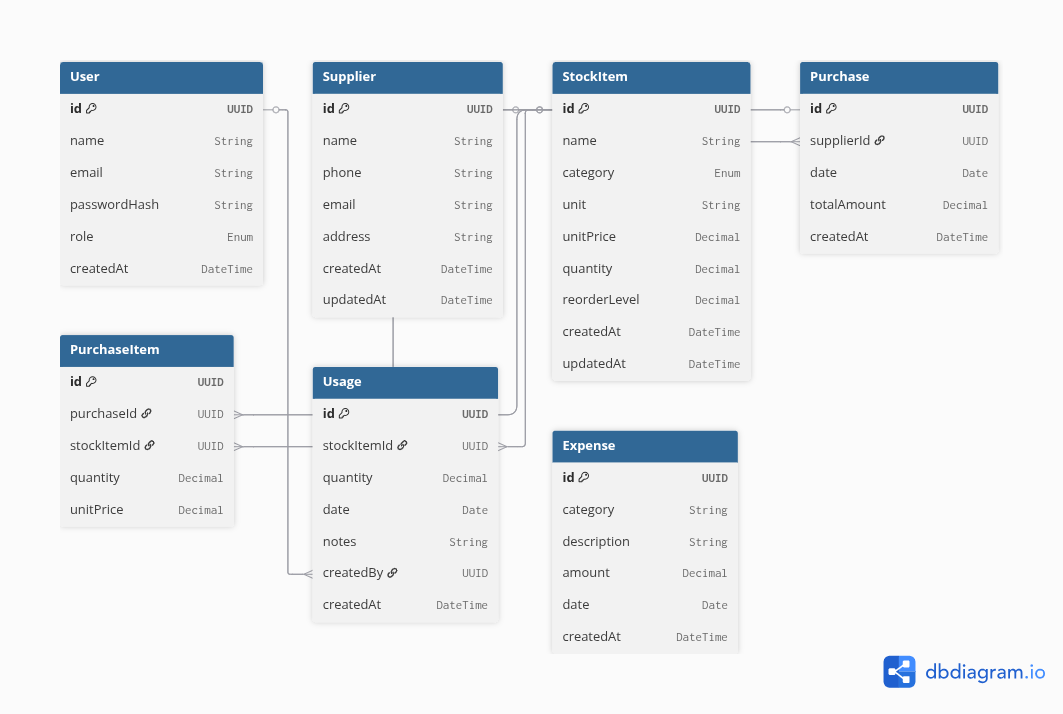 User
id UUID
name String
email String
passwordHash String
role Enum
createdAt DateTime
Supplier
id UUID
name String
phone String
email String
address String
createdAt DateTime
updatedAt DateTime
StockItem
id UUID
name String
category Enum
unit String
unitPrice Decimal
quantity Decimal
reorderLevel Decimal
createdAt DateTime
updatedAt DateTime
Purchase
id UUID
supplierId UUID
date Date
totalAmount Decimal
createdAt DateTime
PurchaseItem
id UUID
purchaseId UUID
stockItemId UUID
quantity Decimal
unitPrice Decimal
Usage
id UUID
stockItemId UUID
quantity Decimal
date Date
notes String
createdBy UUID
createdAt DateTime
Expense
id UUID
category String
description String
amount Decimal
date Date
createdAt DateTime
dbdiagram.io